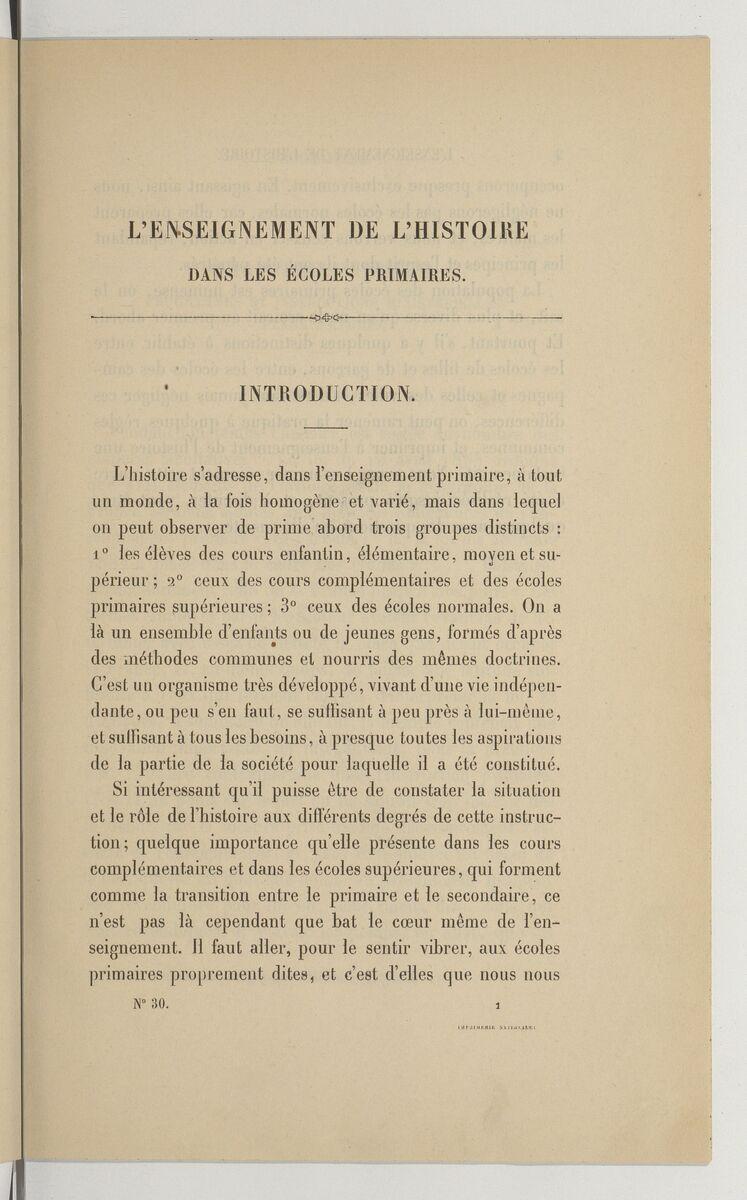 L'ENSEIGNEMENT DE L'HISTOIRE
DANS LES ÉCOLES PRIMAIRES.
INTRODUCTION.
L'histoire s'adresse, dans l'enseignement primaire, à tout
un monde, à la fois homogène et varié, mais dans lequel
on peut observer de prime abord trois groupes distincts :
1° les élèves des cours enfantin, élémentaire, moyen et su-
périeur ; 2° ceux des cours complémentaires et des écoles
primaires supérieures ; 3° ceux des écoles normales. On a
là un ensemble d'enfants ou de jeunes gens, formés d'après
des méthodes communes et nourris des mêmes doctrines.
C'est un organisme très développé, vivant d'une vie indépen-
dante, ou peu s'en faut, se suffisant à peu près à lui-même,
et suffisant à tous les besoins, à presque toutes les aspirations
de la partie de la société pour laquelle il a été constitué.
Si intéressant qu'il puisse être de constater la situation
et le rôle de l'histoire aux différents degrés de cette instruc-
tion ; quelque importance qu'elle présente dans les cours
complémentaires et dans les écoles supérieures, qui forment
comme la transition entre le primaire et le secondaire, ce
n'est pas là cependant que bat le cœur même de l'en-
seignement. Il faut aller, pour le sentir vibrer, aux écoles
primaires proprement dites, et c'est d'elles que nous nous
N° 30.
1
IMPRIMERIE NATIONALE.